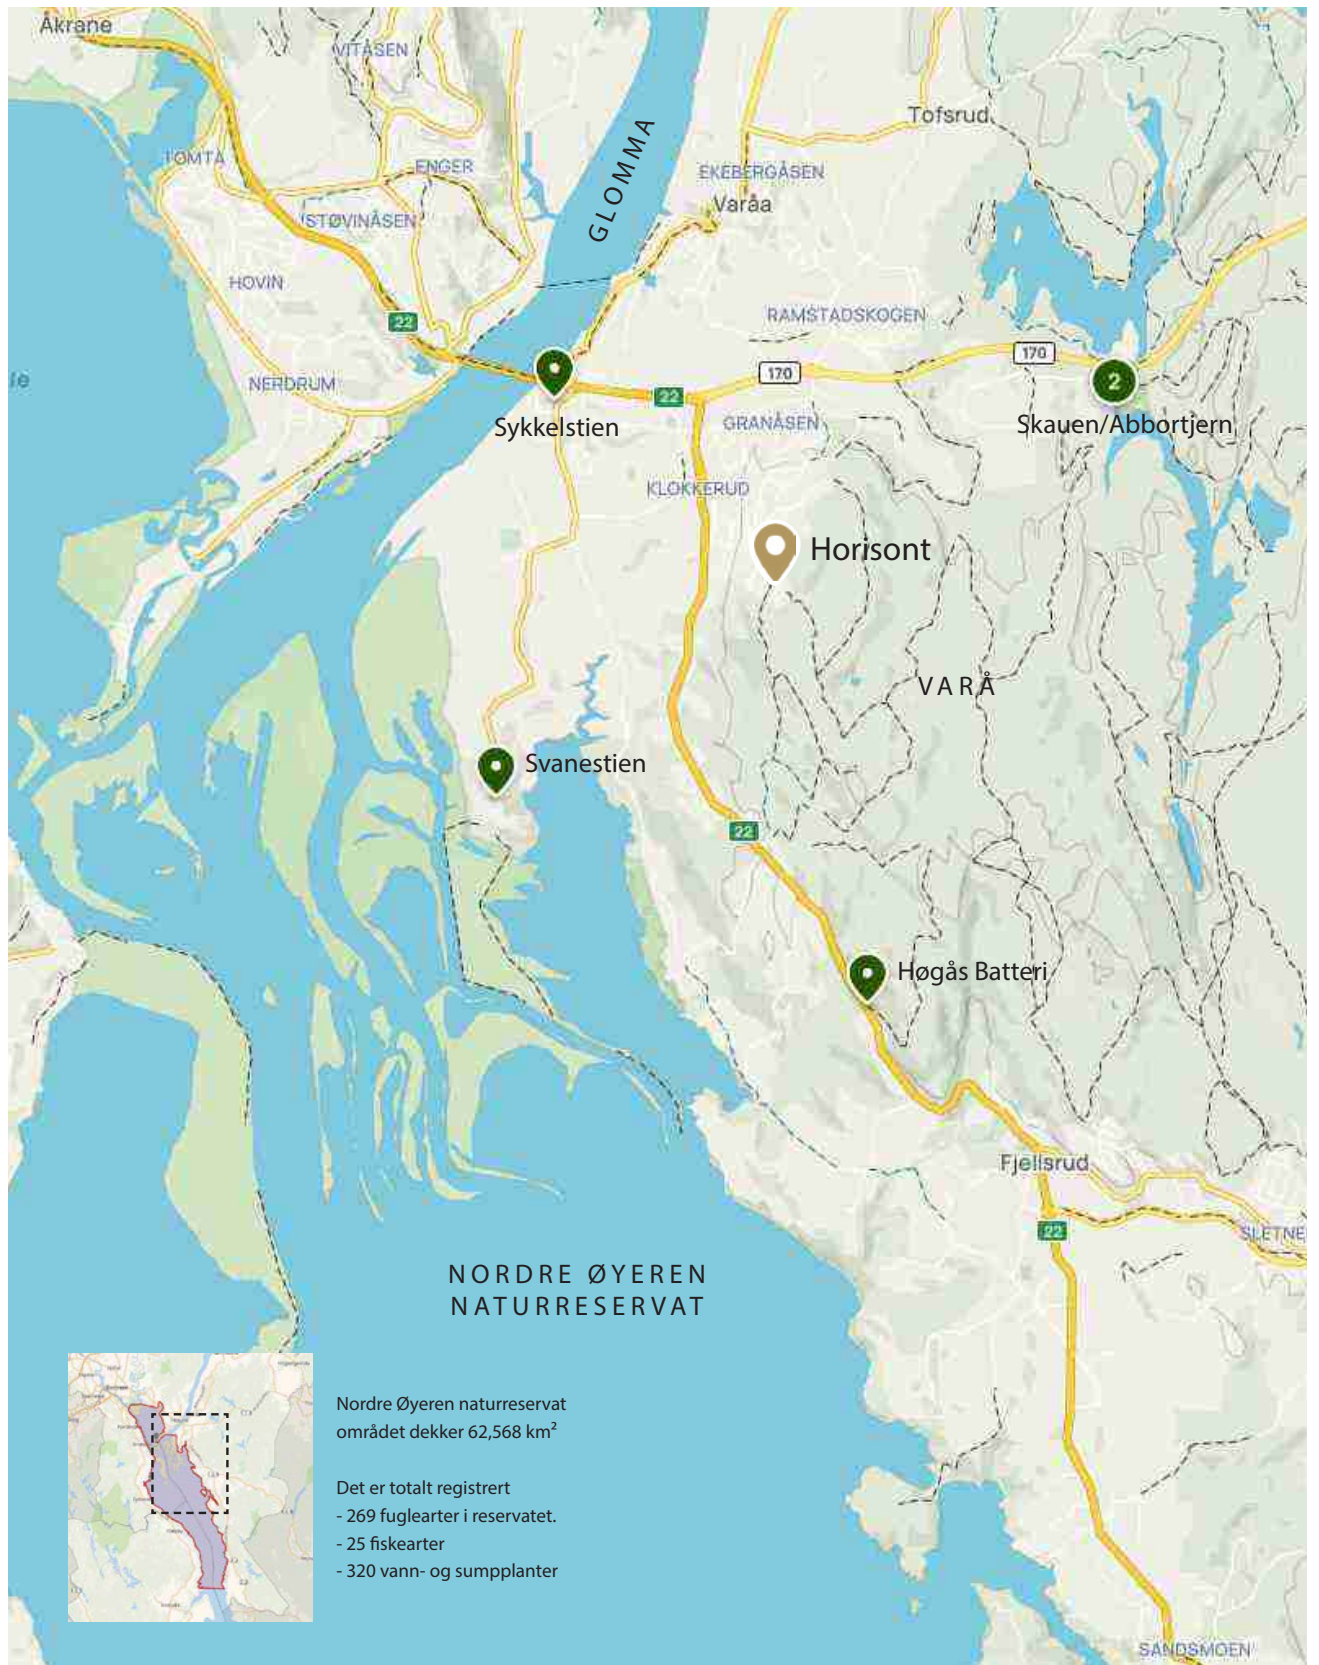 Åkrane
VITÅSEN
Tofsrud
GLOMMA
TOMTA
ENGER
EKEBERGÅSEN
Varåa
STØVINÅSEN
HOVIN
RAMSTADSKOGEN
22
170
170
NERDRUM
22
2
Sykkelstien
GRANÅSEN
Skauen/Abbortjern
KLOKKERUD
Horisont
VARÅ
Svanestien
22
Høgås Batteri
Fjellsrud
22
NORDRE ØYEREN
NATURRESERVAT
Nordre Øyeren naturreservat
området dekker 62,568 km²
Det er totalt registrert
- 269 fuglearter i reservatet.
- 25 fiskearter
- 320 vann- og sumpplanter
SANDSMOEN